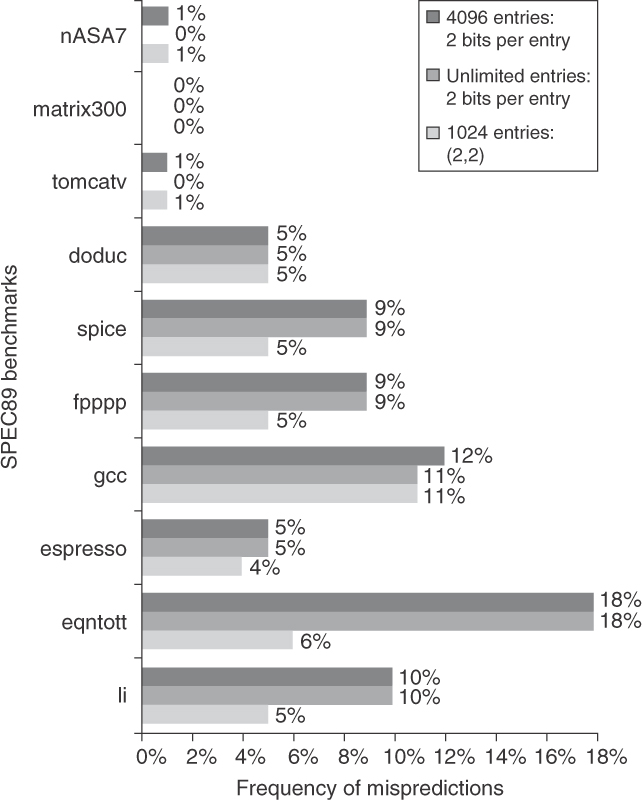 4096 entries:
2 bits per entry
Unlimited entries:
2 bits per entry
1024 entries:
(2,2)
SPEC89 benchmarks
nASA7
1%
0%
1%
matrix300
0%
0%
0%
tomcatv
1%
0%
1%
doduc
5%
5%
5%
spice
9%
9%
5%
fpppp
9%
9%
5%
gcc
12%
11%
11%
espresso
5%
5%
4%
eqntott
18%
18%
6%
li
10%
10%
5%
0% 2% 4% 6% 8% 10% 12% 14% 16% 18%
Frequency of mispredictions